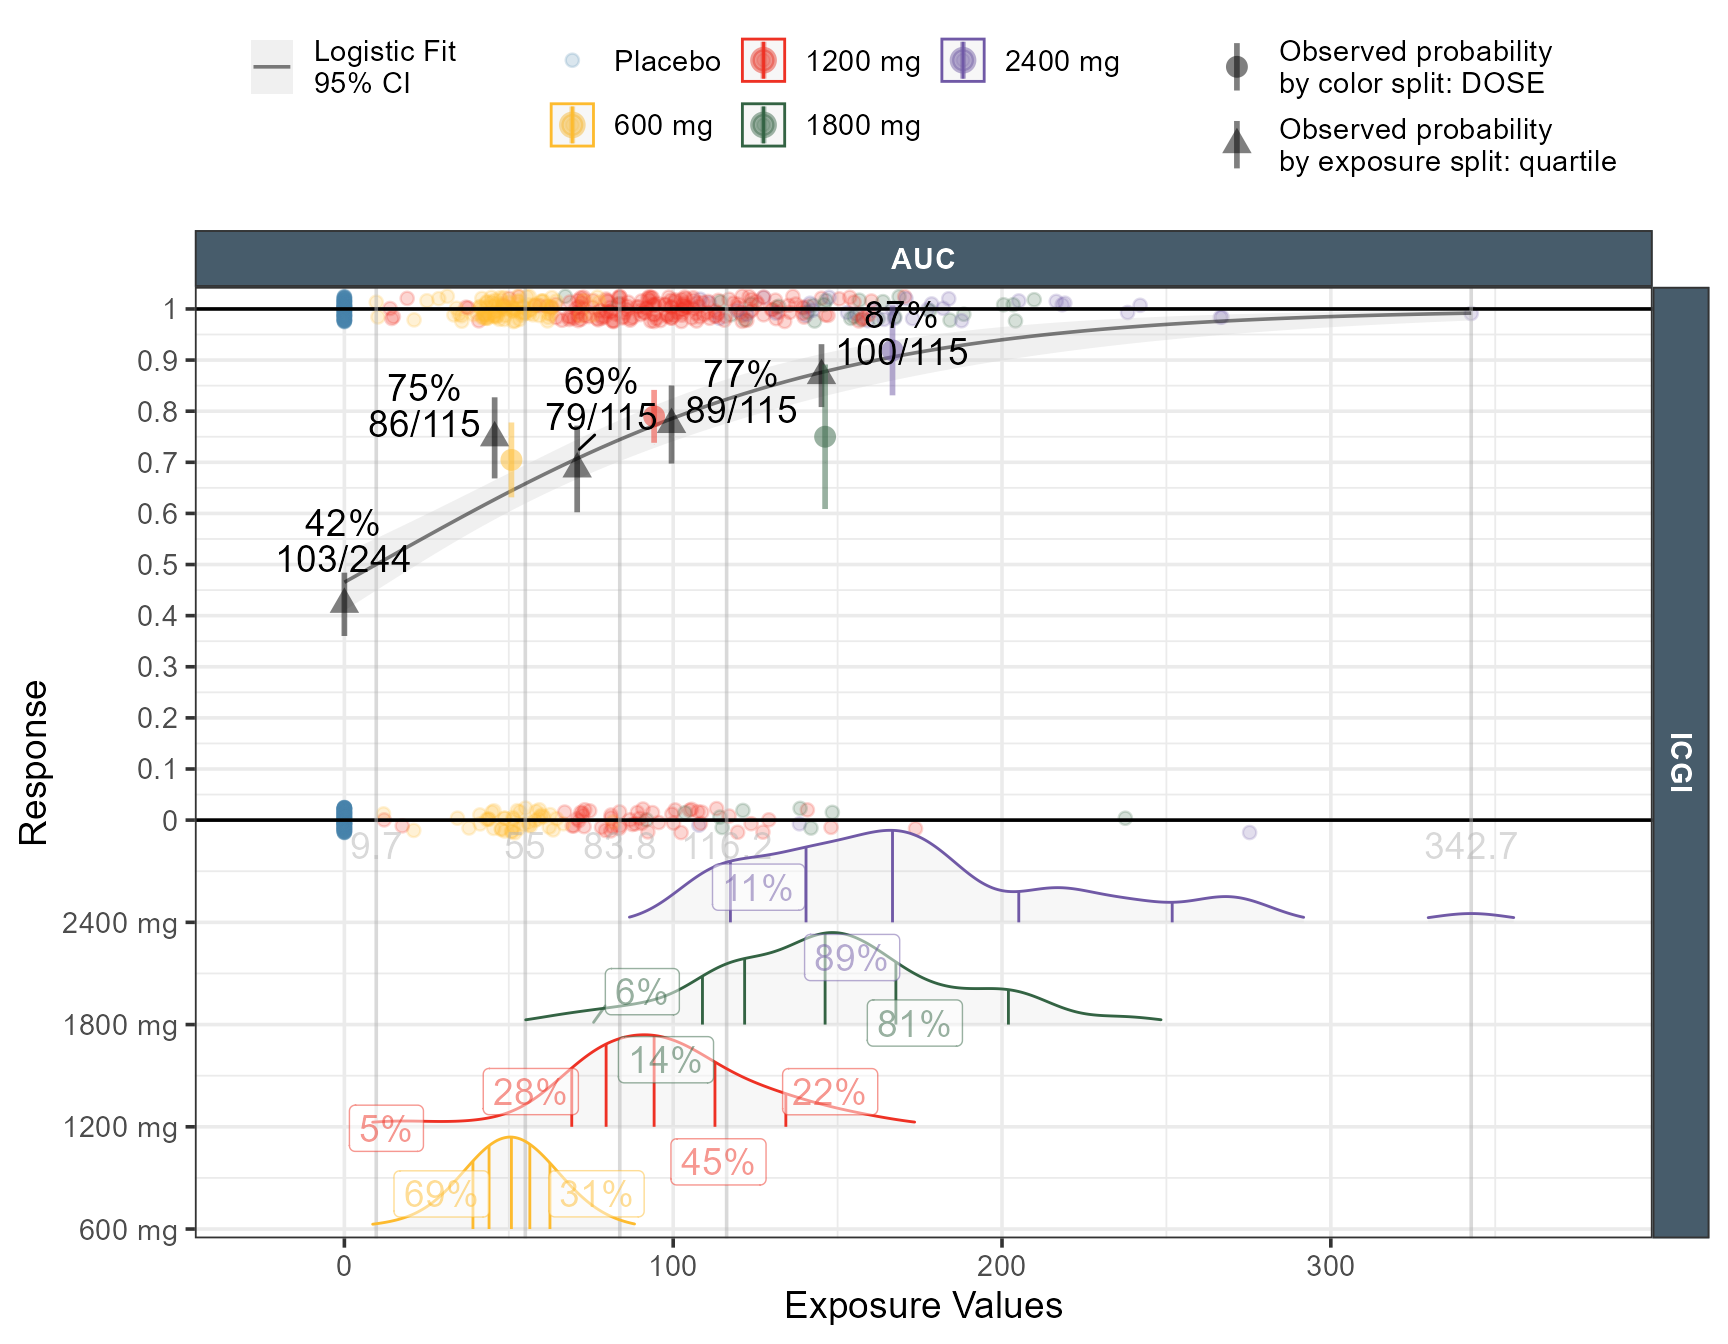 Logistic Fit
95% CI
Placebo
1200 mg
2400 mg
600 mg
1800 mg
Observed probability
by color split: DOSE
Observed probability
by exposure split: quartile
AUC
ICGI
Response
1
0.9
0.8
0.7
0.6
0.5
0.4
0.3
0.2
0.1
0
2400 mg
1800 mg
1200 mg
600 mg
87%
100/115
77%
89/115
69%
79/115
75%
86/115
42%
103/244
9.7
55
83.8
116.2
342.7
11%
89%
6%
81%
14%
28%
22%
5%
45%
69%
31%
0
100
200
300
Exposure Values